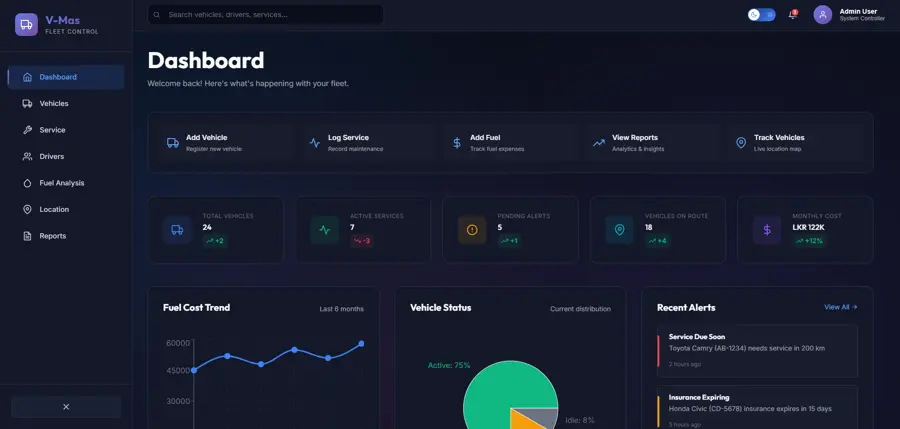 V-Mas
FLEET CONTROL
Search vehicles, drivers, services...
Admin User
System Controller
Dashboard
Vehicles
Service
Drivers
Fuel Analysis
Location
Reports
Dashboard
Welcome back! Here's what's happening with your fleet.
Add Vehicle
Register new vehicle
Log Service
Record maintenance
Add Fuel
Track fuel expenses
View Reports
Analytics & Insights
Track Vehicles
Live location map
TOTAL VEHICLES
24
+2
ACTIVE SERVICES
7
-3
PENDING ALERTS
5
+1
VEHICLES ON ROUTE
18
+4
MONTHLY COST
LKR 122K
+12%
Fuel Cost Trend
Last 6 months
60000
45000
30000
Vehicle Status
Current distribution
Active: 75%
Idle: 8%
Recent Alerts
View All →
Service Due Soon
Toyota Camry (AB-1234) needs service in 200 km
2 hours ago
Insurance Expiring
Honda Civic (CD-5678) insurance expires in 15 days
5 hours ago